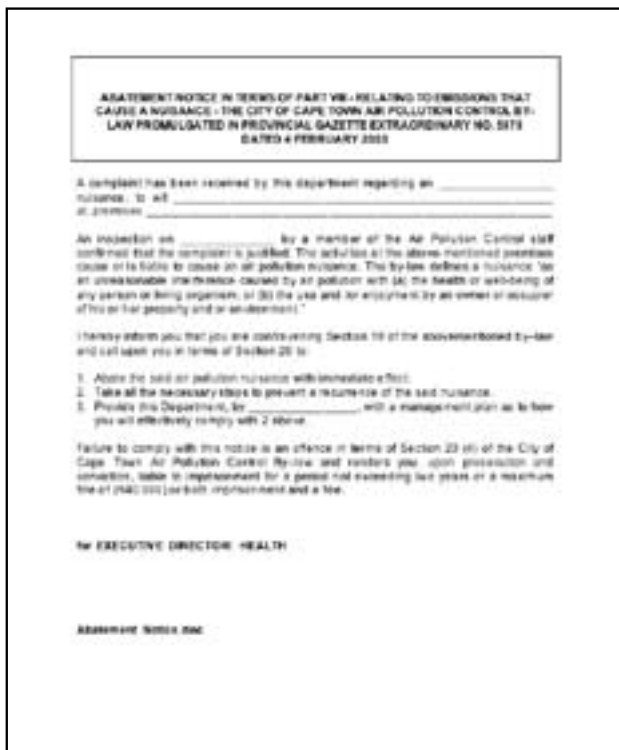 ABATEMENT NOTICE IN TERMS OF PART VIII - RELATING TO EMISSIONS THAT
CAUSE A NUISANCE - THE CITY OF CAPE TOWN AIR POLLUTION CONTROL BY-
LAW PROMULGATED IN PROVINCIAL GAZETTE EXTRAORDINARY NO.
DATED 4 FEBRUARY
A complaint has been received by this department regarding an ____________
nuisance, to wit ____________
at premises ____________
An inspection on ____________ by a member of the Air Pollution Control staff
confirmed that the complaint is justified. The activities at the above mentioned premises
cause or is liable to cause an air pollution nuisance. The by-law defines a nuisance "as
an unreasonable interference caused by air pollution with (a) the health or well-being of
any person or living organism, or (b) the use and /or enjoyment by an owner or occupier
of his or her property and or environment."
I hereby inform you that you are contravening Section of the abovementioned by-law
and call upon you in terms of Section to:
1. Abate the said air pollution nuisance with immediate effect.
2. Take all the necessary steps to prevent a recurrence of the said nuisance.
3. Provide this Department, by ____________, with a management plan as to how
you will effectively comply with 2 above.
Failure to comply with this notice is an offence in terms of Section of the City of
Cape Town Air Pollution Control By-law and renders you, upon prosecution and
conviction, liable to imprisonment for a period not exceeding two years or a maximum
fine of or both imprisonment and a fine.
for EXECUTIVE DIRECTOR: HEALTH
Abatement Notice.doc